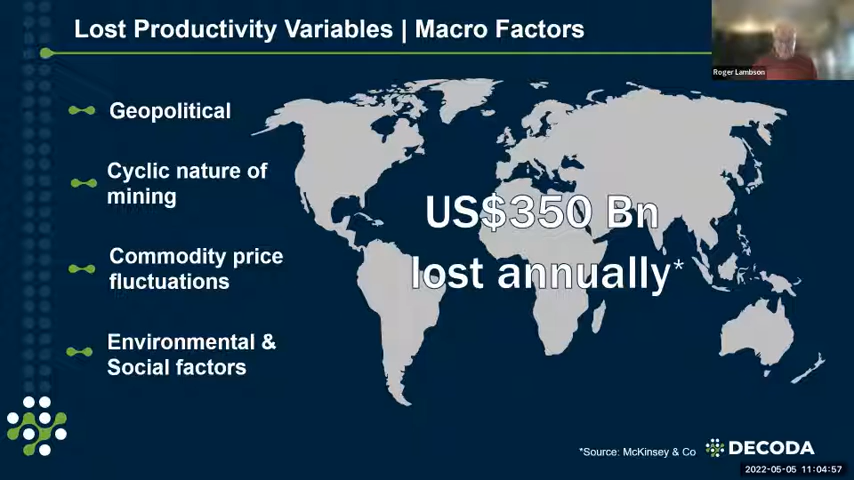 Lost Productivity Variables | Macro Factors
Roger Lambson
Geopolitical
Cyclic nature of
mining
Commodity price
fluctuations
Environmental &
Social factors
US$350 Bn
lost annually*
*Source: McKinsey & Co
DECODA
2022-05-05 11:04:57